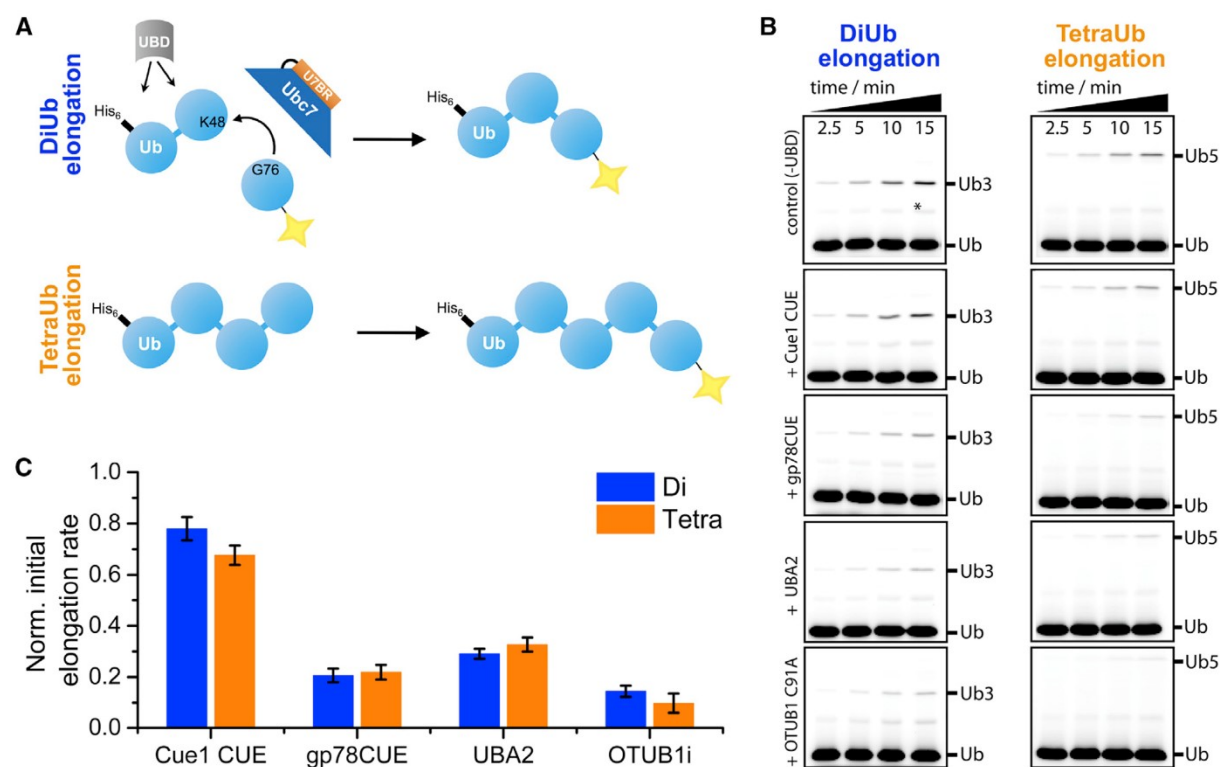 A
DiUb
elongation
UBD
His6
Ub
K48
G76
U7BR
Ubc7
His6
Ub
TetraUb
elongation
His6
Ub
His6
Ub
B
DiUb
elongation
time / min
2.5 5 10 15
TetraUb
elongation
time / min
2.5 5 10 15
control (-UBD)
Ub3
*
Ub
Ub5
Ub
+ Cue1 CUE
Ub3
Ub
Ub5
Ub
+ gp78CUE
Ub3
Ub
Ub5
Ub
+ UBA2
Ub3
Ub
Ub5
Ub
+ OTUB1 C91A
Ub3
Ub
Ub5
Ub
C
Norm. initial
elongation rate
1.0
0.8
0.6
0.4
0.2
0.0
Di
Tetra
Cue1 CUE gp78CUE UBA2 OTUB1i